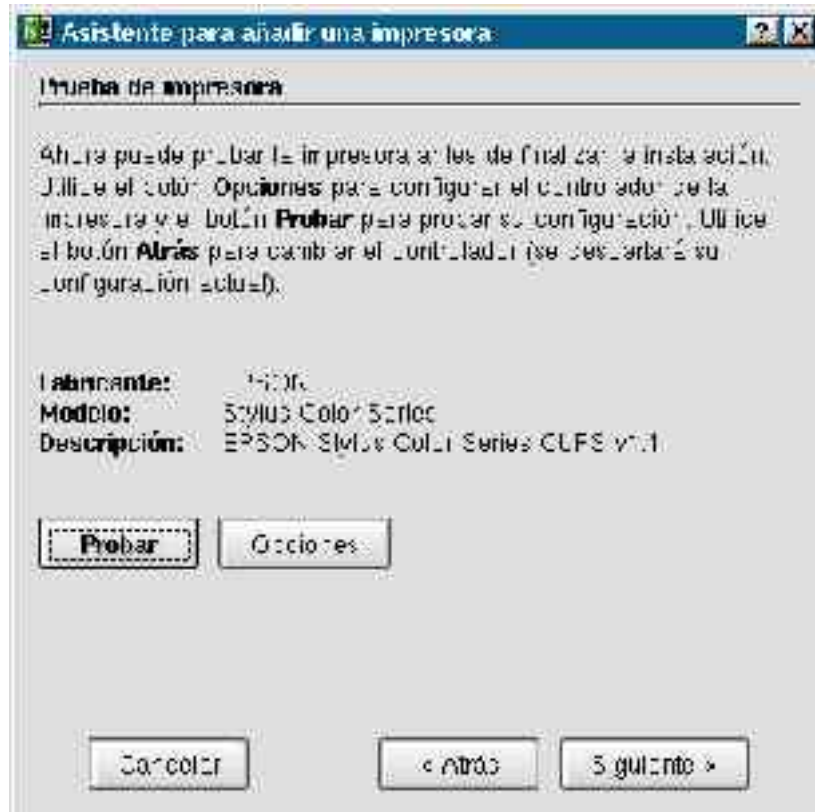 Asistente para añadir una impresora
Prueba de impresora
Ahora puede probar la impresora antes de finalizar la instalación.
Utilice el botón Opciones para configurar el controlador de la
impresora y el botón Probar para probar su configuración. Utilice
el botón Atrás para cambiar el controlador (se descartará su
configuración actual).
Fabricante: EPSON
Modelo: Stylus Color Series
Descripción: EPSON Stylus Color Series CUPS v1.1
Probar Opciones
Cancelar < Atrás Siguiente >